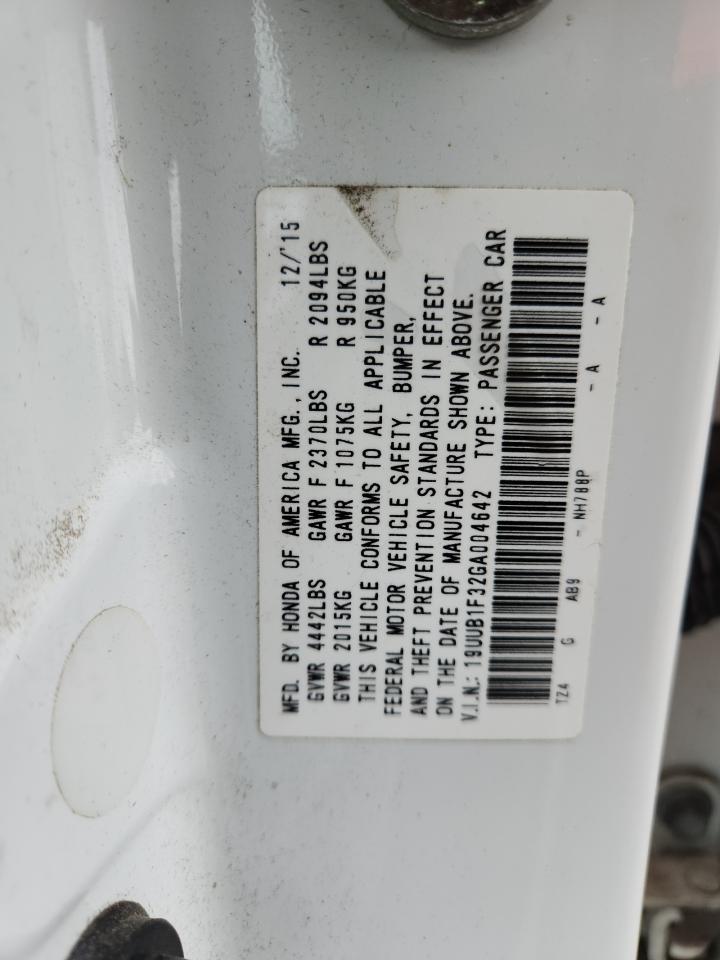 MFD. BY HONDA OF AMERICA MFG., INC. 12/'15
GVWR 4442LBS GAWR F 2370LBS R 2094LBS
GVWR 2015KG GAWR F 1075KG R 950KG
THIS VEHICLE CONFORMS TO ALL APPLICABLE
FEDERAL MOTOR VEHICLE SAFETY, BUMPER,
AND THEFT PREVENTION STANDARDS IN EFFECT
ON THE DATE OF MANUFACTURE SHOWN ABOVE.
V.I.N.: 19UUB1F32GA004642 TYPE: PASSENGER CAR
TZ4 G AB9 - NH788P - A - A